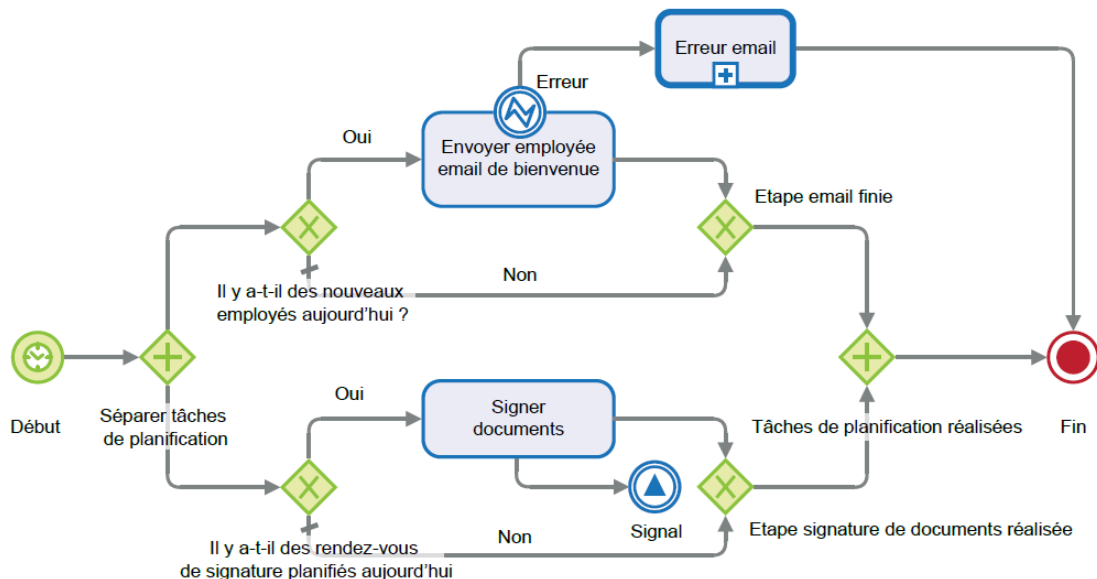 Erreur email
Erreur
Oui
Envoyer employée
email de bienvenue
Etape email finie
Non
Il y a-t-il des nouveaux
employés aujourd'hui ?
Début
Séparer tâches
de planification
Oui
Signer
documents
Tâches de planification réalisées
Fin
Signal
Etape signature de documents réalisée
Non
Il y a-t-il des rendez-vous
de signature planifiés aujourd'hui